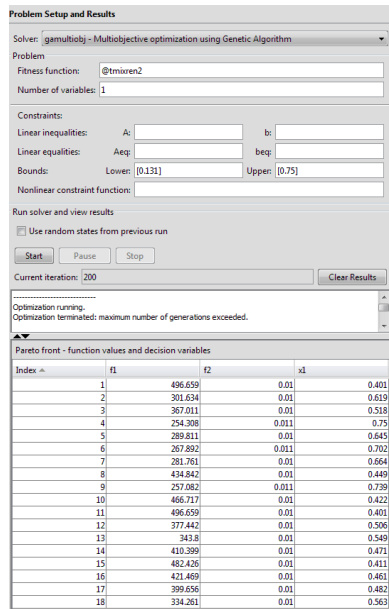 Problem Setup and Results
Solver: gamultiobj - Multiobjective optimization using Genetic Algorithm
Problem
Fitness function: @tmixren2
Number of variables: 1
Constraints:
Linear inequalities: A: b:
Linear equalities: Aeq: beq:
Bounds: Lower: [0.131] Upper: [0.75]
Nonlinear constraint function:
Run solver and view results
Use random states from previous run
Start Pause Stop
Current iteration: 200 Clear Results
----------------------------
Optimization running.
Optimization terminated: maximum number of generations exceeded.
Pareto front - function values and decision variables
Index f1 f2 x1
1 496.659 0.01 0.401
2 301.634 0.01 0.619
3 367.011 0.01 0.518
4 254.308 0.011 0.75
5 289.811 0.01 0.645
6 267.892 0.011 0.702
7 281.761 0.01 0.664
8 434.842 0.01 0.449
9 257.082 0.011 0.739
10 466.717 0.01 0.422
11 496.659 0.01 0.401
12 377.442 0.01 0.506
13 343.8 0.01 0.549
14 410.399 0.01 0.471
15 482.426 0.01 0.411
16 421.469 0.01 0.461
17 399.656 0.01 0.482
18 334.261 0.01 0.563